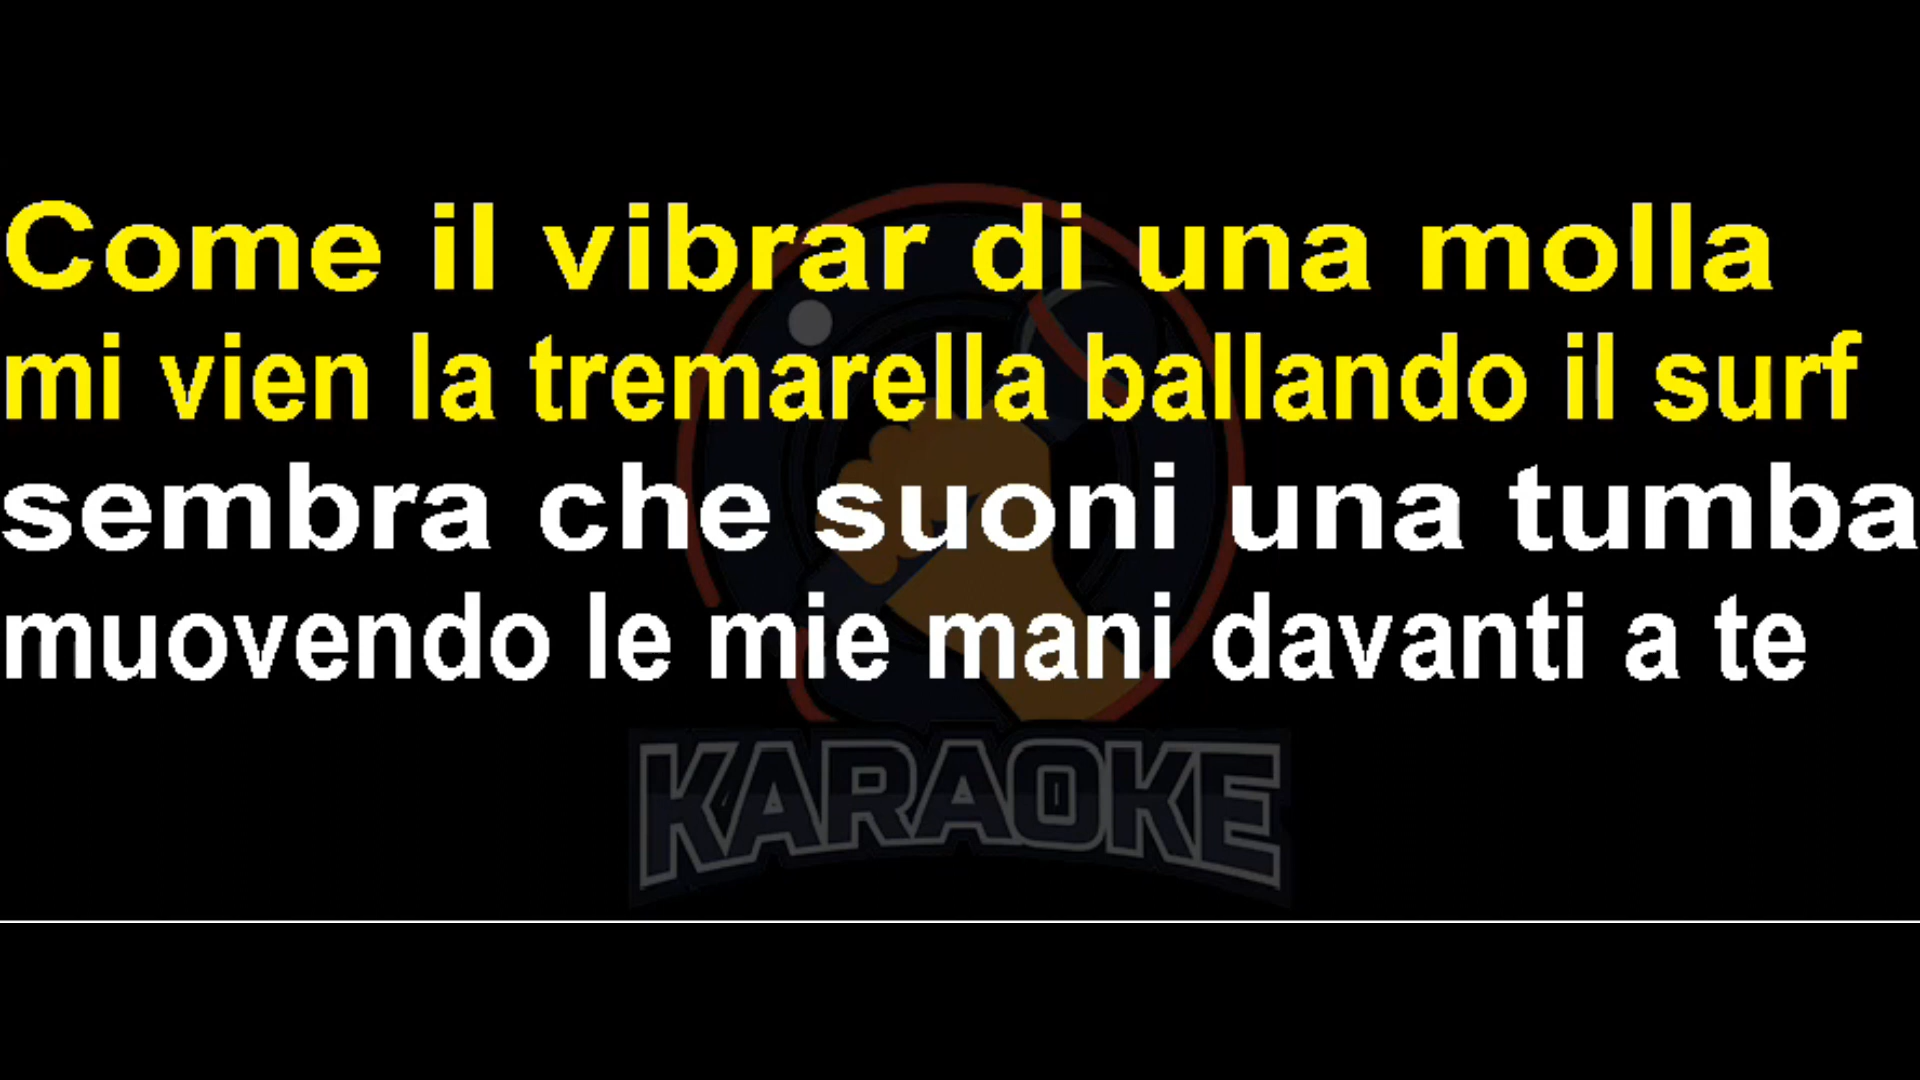 Come il vibrar di una molla
mi vien la tremarella ballando il surf
sembra che suoni una tumba
muovendo le mie mani davanti a te
KARAOKE